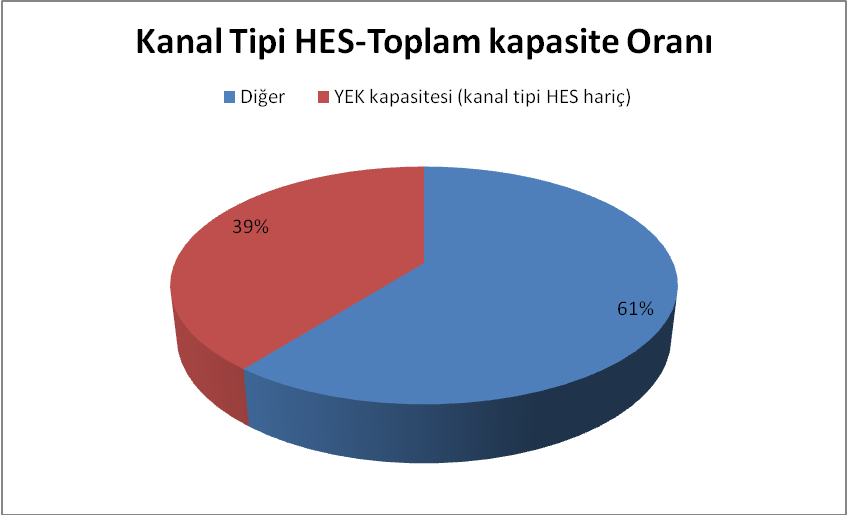 Kanal Tipi HES-Toplam kapasite Oranı
Diğer YEK kapasitesi (kanal tipi HES hariç)
39%
61%